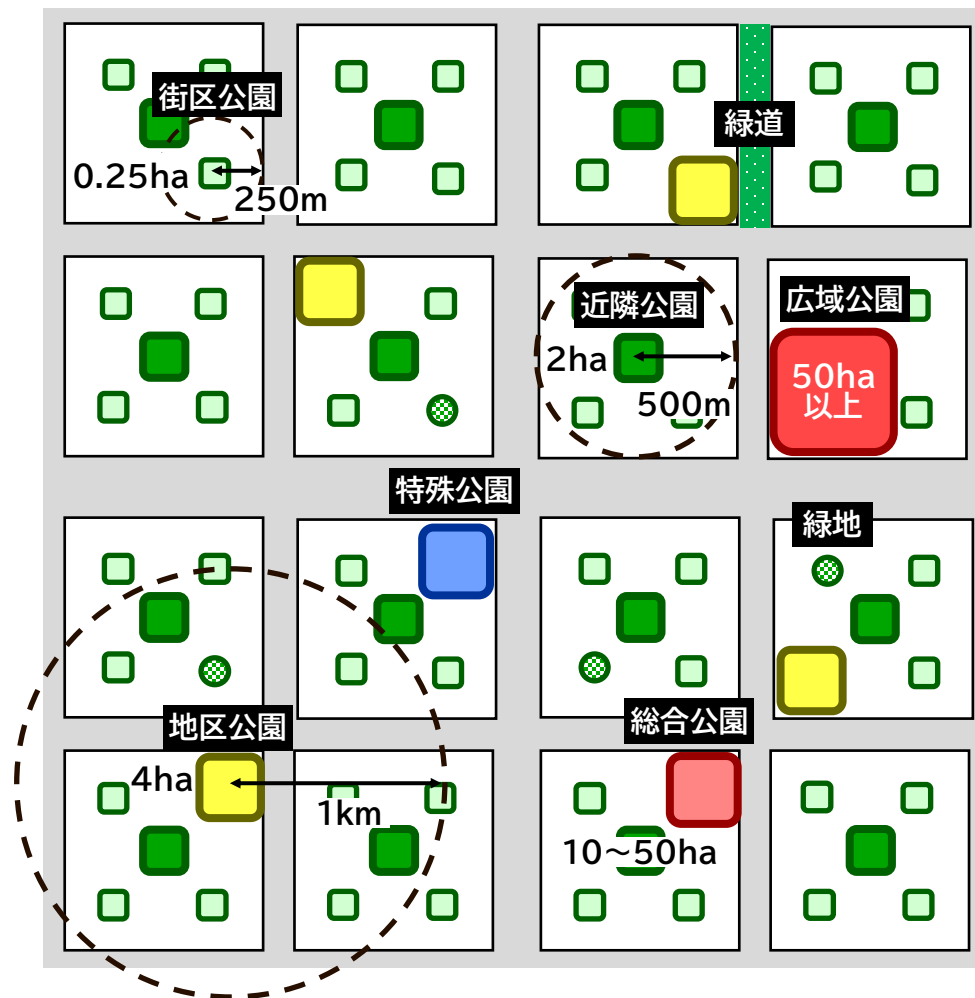 街区公園
緑道
0.25ha
250m
近隣公園
広域公園
2ha
500m
50ha
以上
特殊公園
緑地
地区公園
総合公園
4ha
1km
10～50ha